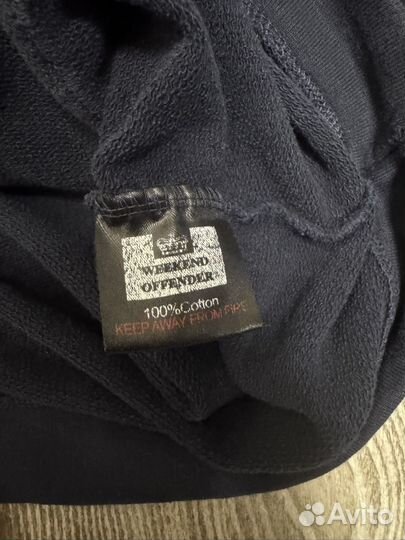 WEEKEND
OFFENDER
100%Cotton
KEEP AWAY FROM FIRE
Avito